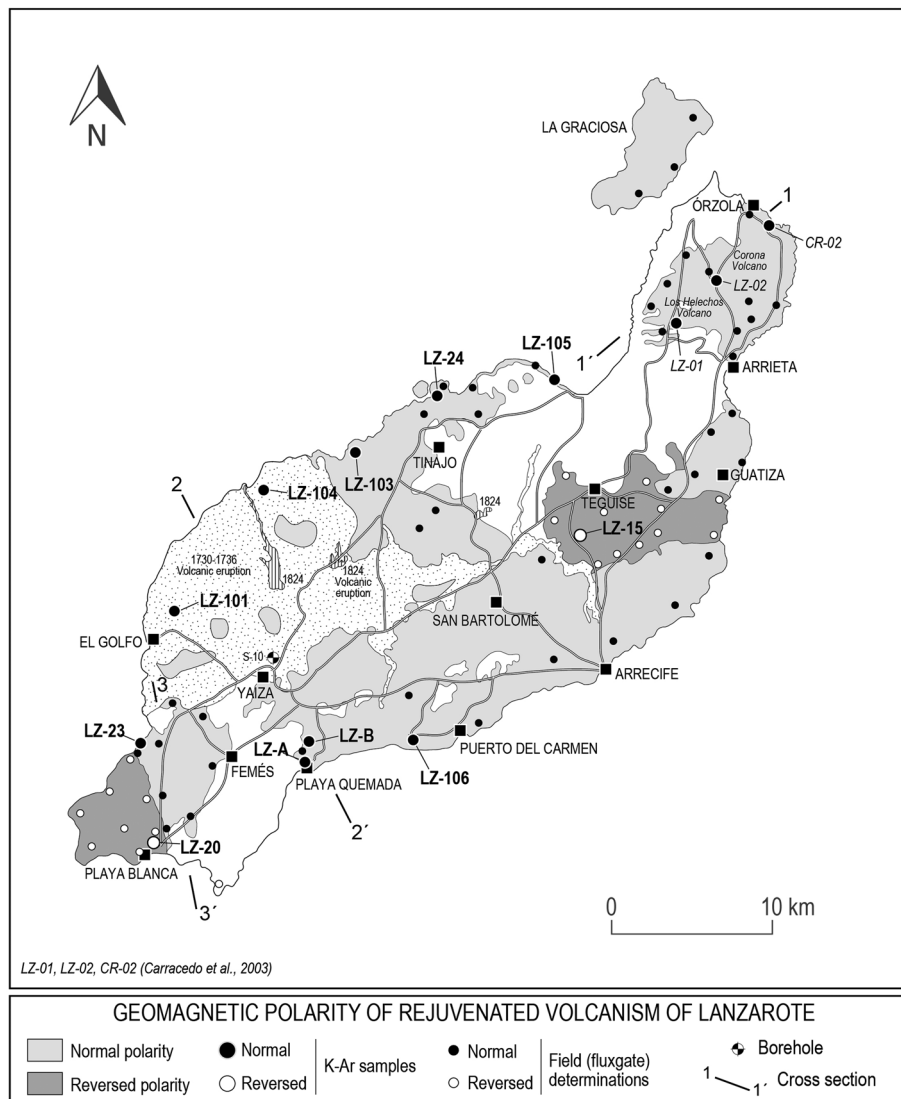 N
LA GRACIOSA
ÓRZOLA
1
CR-02
Corona
Volcano
LZ-02
Los Helechos
Volcano
LZ-01
1´
LZ-105
LZ-24
ARRIETA
TINAJO
LZ-103
GUATIZA
2
LZ-104
TEGUISE
1824
LZ-15
1730-1736
Volcanic eruption
1824
1824
Volcanic
eruption
LZ-101
SAN BARTOLOMÉ
EL GOLFO
S-10
ARRECIFE
YAIZA
3
LZ-23
LZ-B
LZ-A
PUERTO DEL CARMEN
FEMÉS
LZ-106
PLAYA QUEMADA
2´
LZ-20
PLAYA BLANCA
3´
0 10 km
LZ-01, LZ-02, CR-02 (Carracedo et al., 2003)
GEOMAGNETIC POLARITY OF REJUVENATED VOLCANISM OF LANZAROTE
Normal polarity
Reversed polarity
Normal
Reversed
K-Ar samples
Normal
Reversed
Field (fluxgate)
determinations
Borehole
1
1´
Cross section